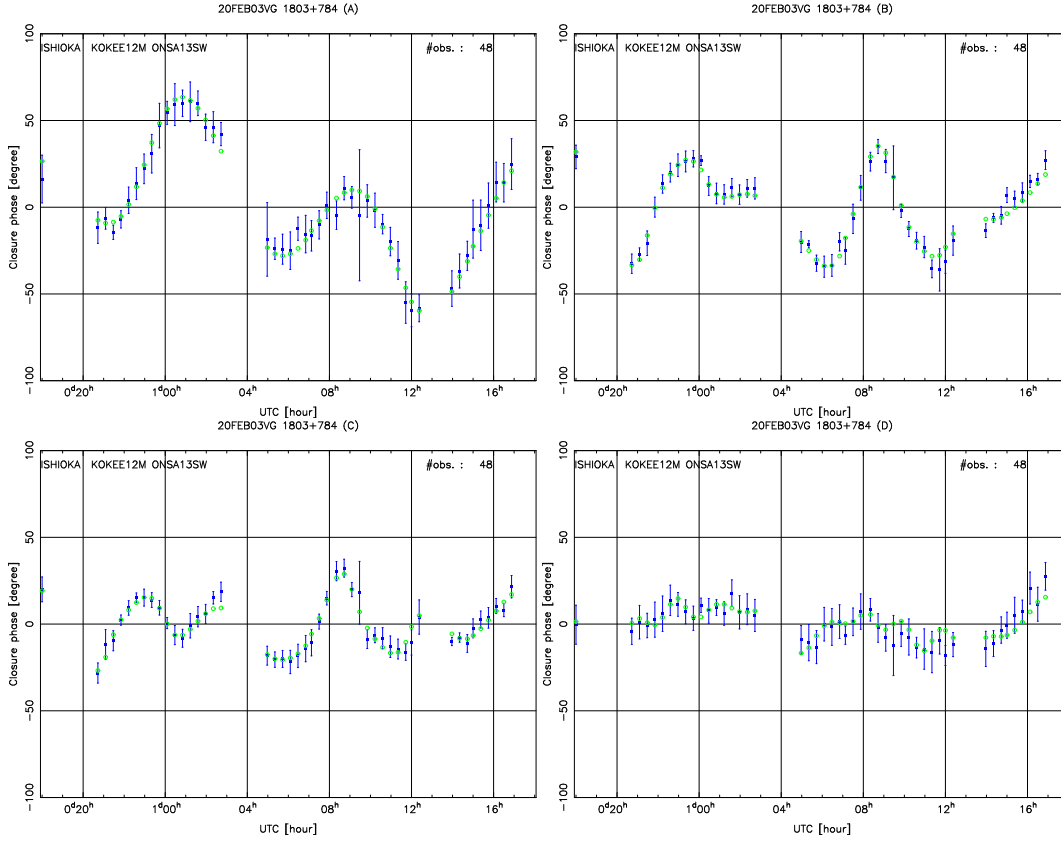 20FEB03VG 1803+784 (A)
ISHIOKA KOKEE12M ONSA13SW #obs. : 48
Closure phase [degree]
100
50
0
−50
−100
0d20h 1d00h 04h 08h 12h 16h
UTC [hour]
20FEB03VG 1803+784 (B)
ISHIOKA KOKEE12M ONSA13SW #obs. : 48
Closure phase [degree]
100
50
0
−50
−100
0d20h 1d00h 04h 08h 12h 16h
UTC [hour]
20FEB03VG 1803+784 (C)
ISHIOKA KOKEE12M ONSA13SW #obs. : 48
Closure phase [degree]
100
50
0
−50
−100
0d20h 1d00h 04h 08h 12h 16h
UTC [hour]
20FEB03VG 1803+784 (D)
ISHIOKA KOKEE12M ONSA13SW #obs. : 48
Closure phase [degree]
100
50
0
−50
−100
0d20h 1d00h 04h 08h 12h 16h
UTC [hour]